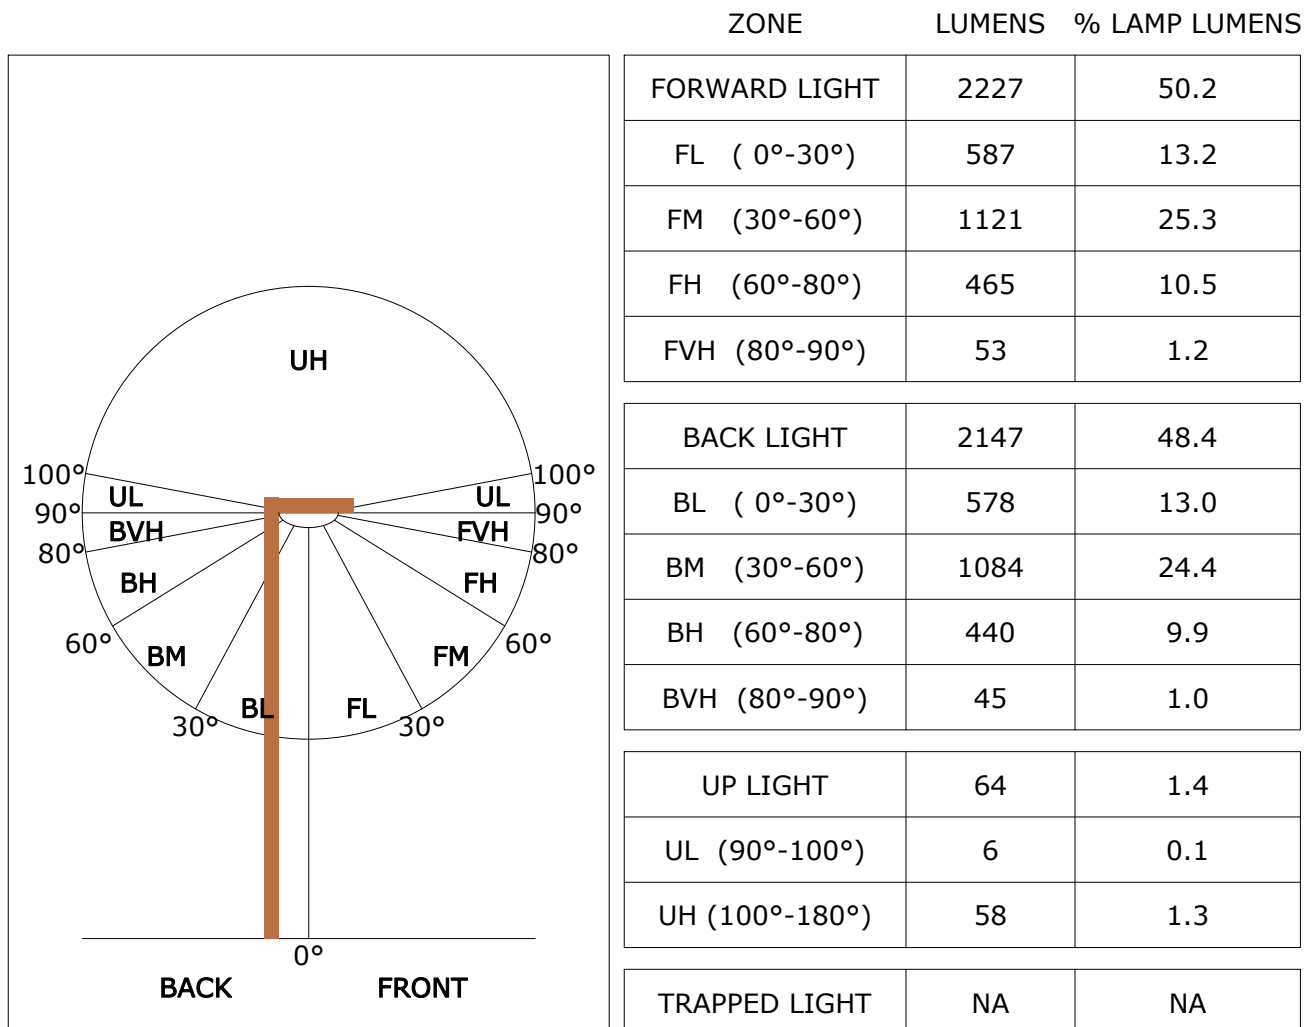 ZONE LUMENS % LAMP LUMENS
FORWARD LIGHT 2227 50.2
FL ( 0°-30°) 587 13.2
FM (30°-60°) 1121 25.3
FH (60°-80°) 465 10.5
FVH (80°-90°) 53 1.2
BACK LIGHT 2147 48.4
BL ( 0°-30°) 578 13.0
BM (30°-60°) 1084 24.4
BH (60°-80°) 440 9.9
BVH (80°-90°) 45 1.0
UP LIGHT 64 1.4
UL (90°-100°) 6 0.1
UH (100°-180°) 58 1.3
TRAPPED LIGHT NA NA
UH
100° 100°
UL UL
90° 90°
BVH FVH
80° 80°
BH FH
60° 60°
BM FM
BL FL
30° 30°
0°
BACK FRONT